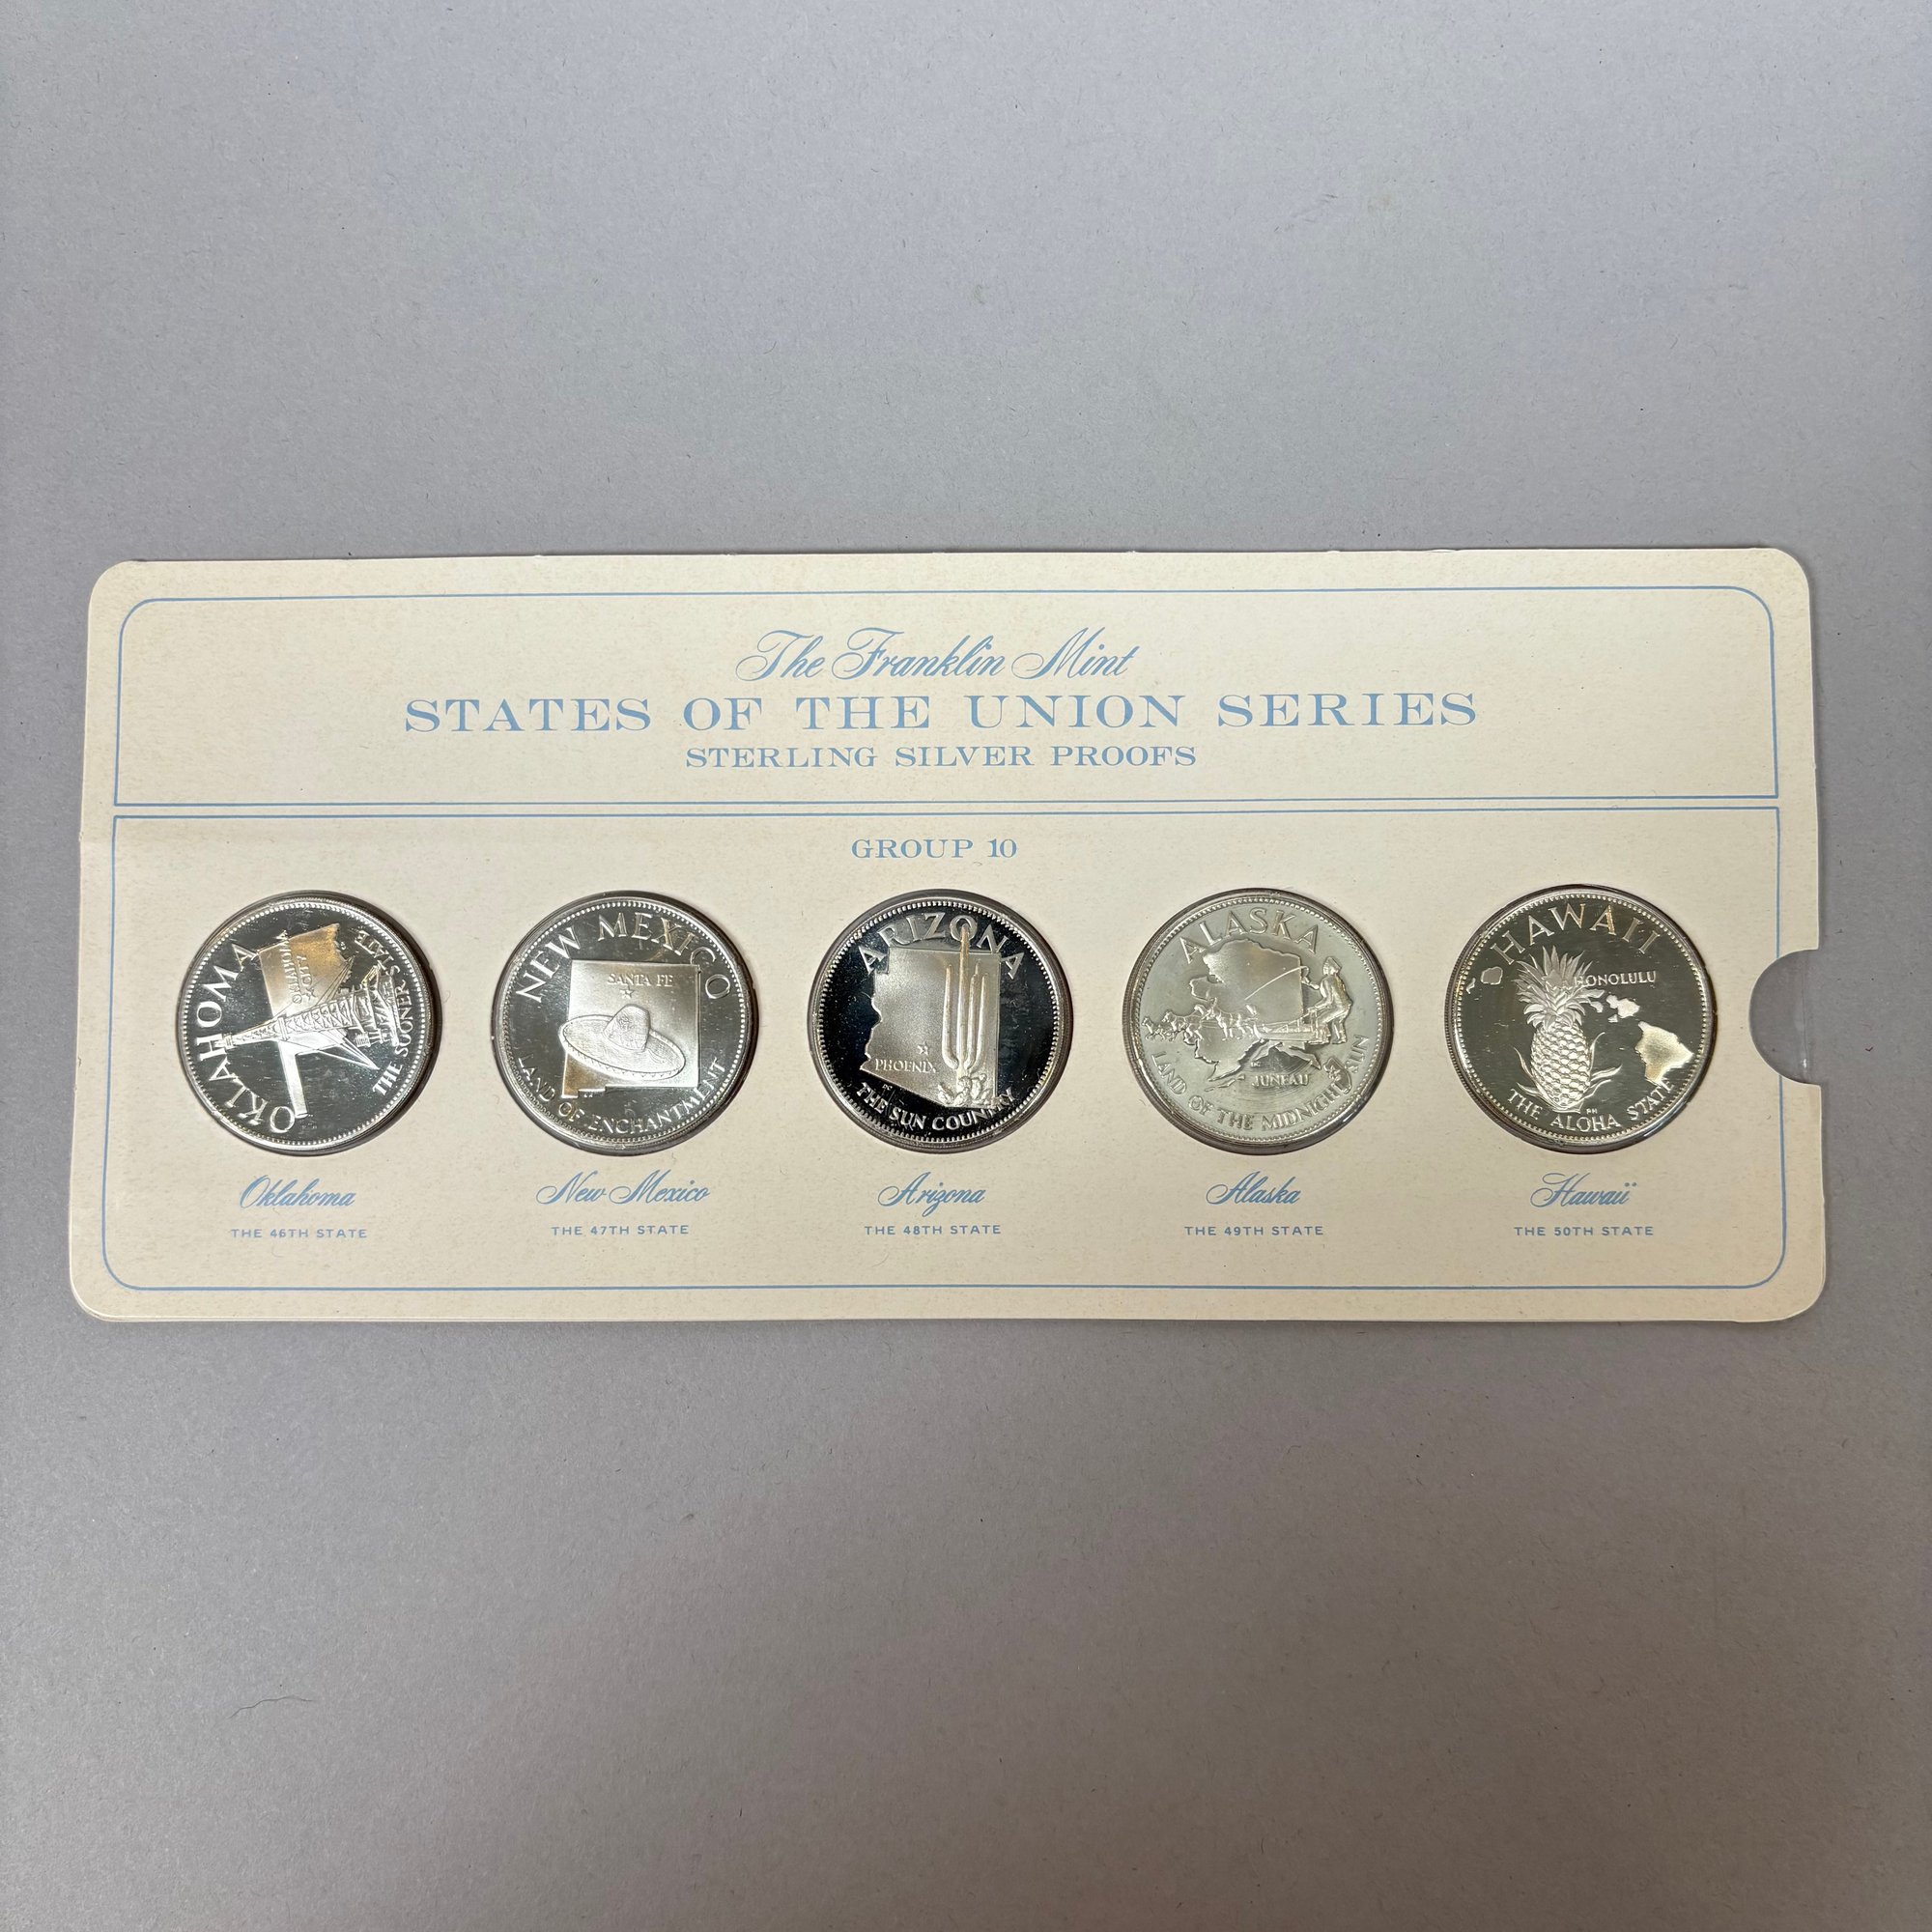 The Franklin Mint
STATES OF THE UNION SERIES
STERLING SILVER PROOFS
GROUP 10
OKLAHOMA
OKLAHOMA
CITY
THE SOONER STATE
NEW MEXICO
SANTA FE
LAND OF ENCHANTMENT
ARIZONA
PHOENIX
THE SUN COUNTRY
ALASKA
JUNEAU
LAND OF THE MIDNIGHT SUN
HAWAII
HONOLULU
THE ALOHA STATE
Oklahoma
THE 46TH STATE
New Mexico
THE 47TH STATE
Arizona
THE 48TH STATE
Alaska
THE 49TH STATE
Hawaii
THE 50TH STATE